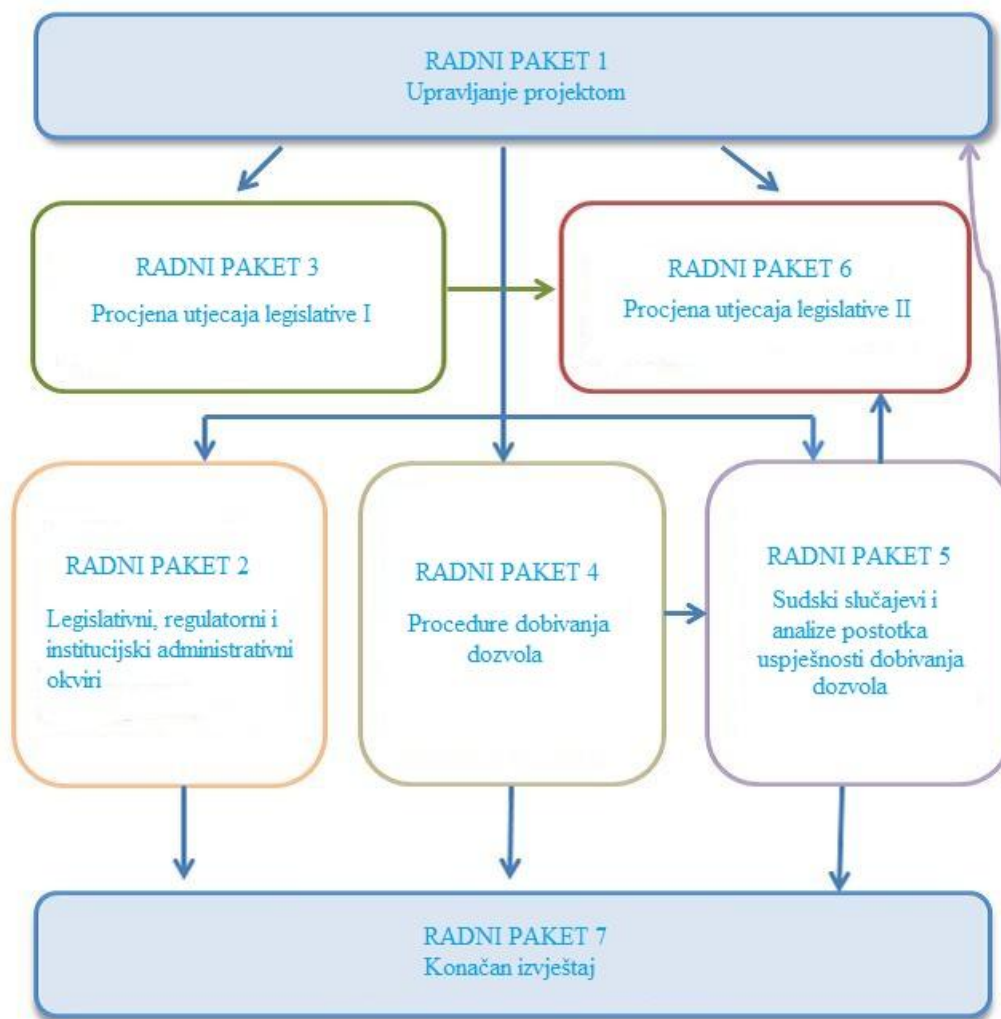 RADNI PAKET 1
Upravljanje projektom
RADNI PAKET 3
Procjena utjecaja legislative I
RADNI PAKET 6
Procjena utjecaja legislative II
RADNI PAKET 2
Legislativni, regulatorni i
institucijski administrativni
okviri
RADNI PAKET 4
Procedure dobivanja
dozvola
RADNI PAKET 5
Sudski slučajevi i
analize postotka
uspješnosti dobivanja
dozvola
RADNI PAKET 7
Konačan izvještaj